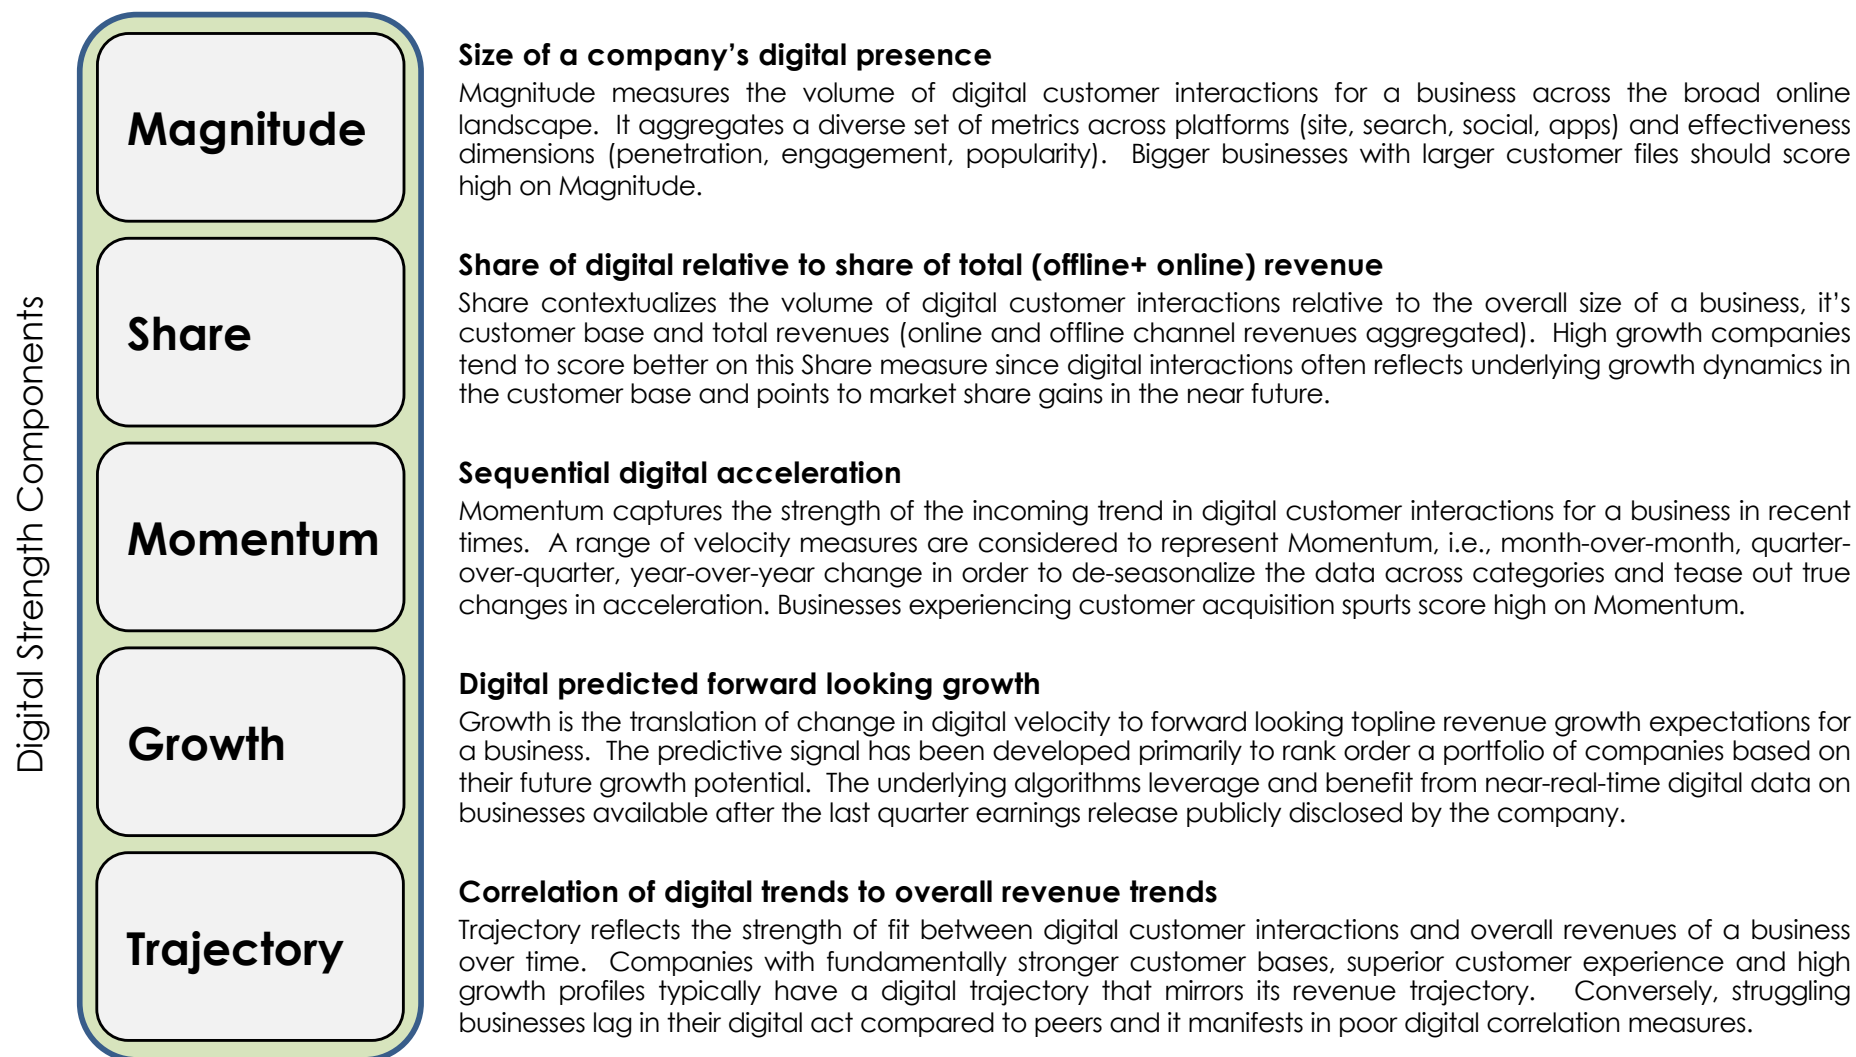 Digital Strength Components
Magnitude
Size of a company’s digital presence
Magnitude measures the volume of digital customer interactions for a business across the broad online
landscape. It aggregates a diverse set of metrics across platforms (site, search, social, apps) and effectiveness
dimensions (penetration, engagement, popularity). Bigger businesses with larger customer files should score
high on Magnitude.
Share
Share of digital relative to share of total (offline+ online) revenue
Share contextualizes the volume of digital customer interactions relative to the overall size of a business, it’s
customer base and total revenues (online and offline channel revenues aggregated). High growth companies
tend to score better on this Share measure since digital interactions often reflects underlying growth dynamics in
the customer base and points to market share gains in the near future.
Momentum
Sequential digital acceleration
Momentum captures the strength of the incoming trend in digital customer interactions for a business in recent
times. A range of velocity measures are considered to represent Momentum, i.e., month-over-month, quarter-
over-quarter, year-over-year change in order to de-seasonalize the data across categories and tease out true
changes in acceleration. Businesses experiencing customer acquisition spurts score high on Momentum.
Growth
Digital predicted forward looking growth
Growth is the translation of change in digital velocity to forward looking topline revenue growth expectations for
a business. The predictive signal has been developed primarily to rank order a portfolio of companies based on
their future growth potential. The underlying algorithms leverage and benefit from near-real-time digital data on
businesses available after the last quarter earnings release publicly disclosed by the company.
Trajectory
Correlation of digital trends to overall revenue trends
Trajectory reflects the strength of fit between digital customer interactions and overall revenues of a business
over time. Companies with fundamentally stronger customer bases, superior customer experience and high
growth profiles typically have a digital trajectory that mirrors its revenue trajectory. Conversely, struggling
businesses lag in their digital act compared to peers and it manifests in poor digital correlation measures.